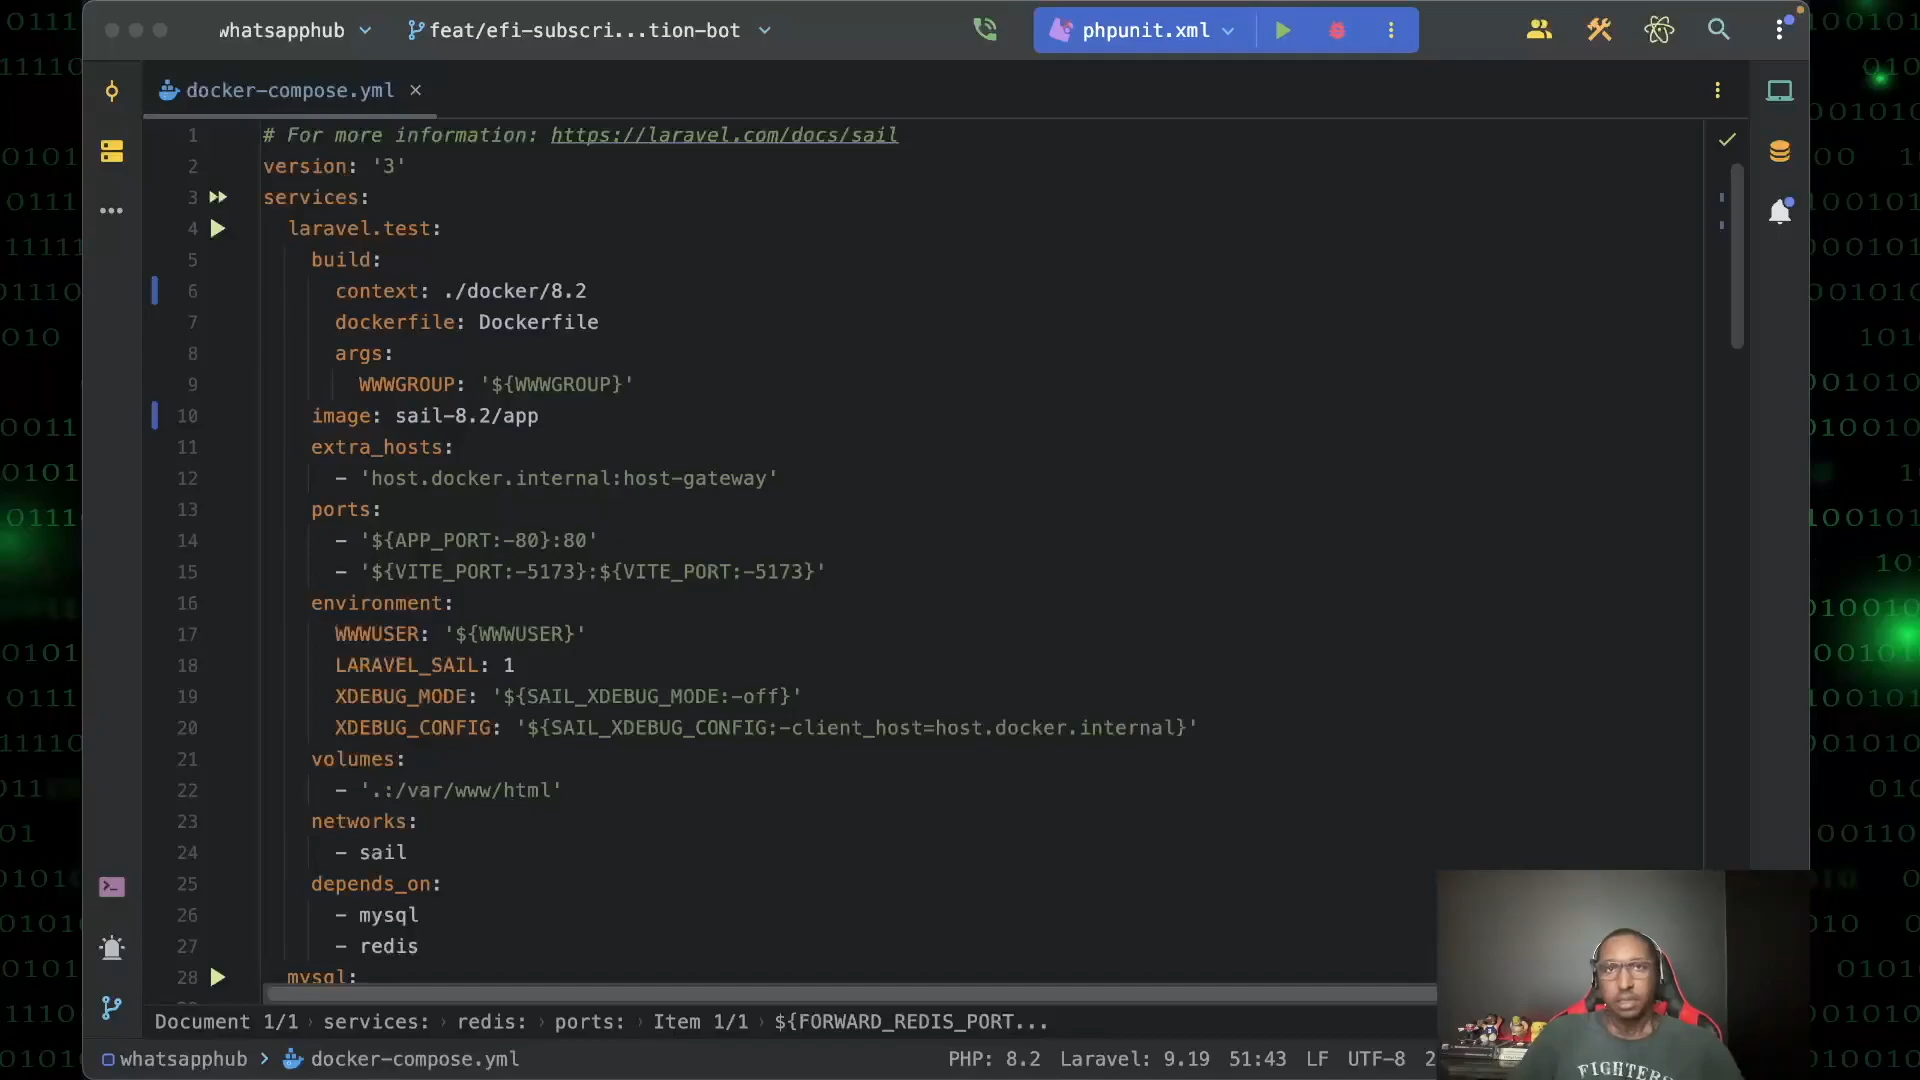 whatsapphub
feat/efi-subscri...tion-bot
phpunit.xml
docker-compose.yml
1 # For more information: https://laravel.com/docs/sail
2 version: '3'
3 services:
4 laravel.test:
5 build:
6 context: ./docker/8.2
7 dockerfile: Dockerfile
8 args:
9 WWWGROUP: '${WWWGROUP}'
10 image: sail-8.2/app
11 extra_hosts:
12 - 'host.docker.internal:host-gateway'
13 ports:
14 - '${APP_PORT:-80}:80'
15 - '${VITE_PORT:-5173}:${VITE_PORT:-5173}'
16 environment:
17 WWWUSER: '${WWWUSER}'
18 LARAVEL_SAIL: 1
19 XDEBUG_MODE: '${SAIL_XDEBUG_MODE:-off}'
20 XDEBUG_CONFIG: '${SAIL_XDEBUG_CONFIG:-client_host=host.docker.internal}'
21 volumes:
22 - '.:/var/www/html'
23 networks:
24 - sail
25 depends_on:
26 - mysql
27 - redis
28 mysql:
Document 1/1 › services: › redis: › ports: › Item 1/1 › ${FORWARD_REDIS_PORT...
whatsapphub > docker-compose.yml PHP: 8.2 Laravel: 9.19 51:43 LF UTF-8 2
FIGHTERS